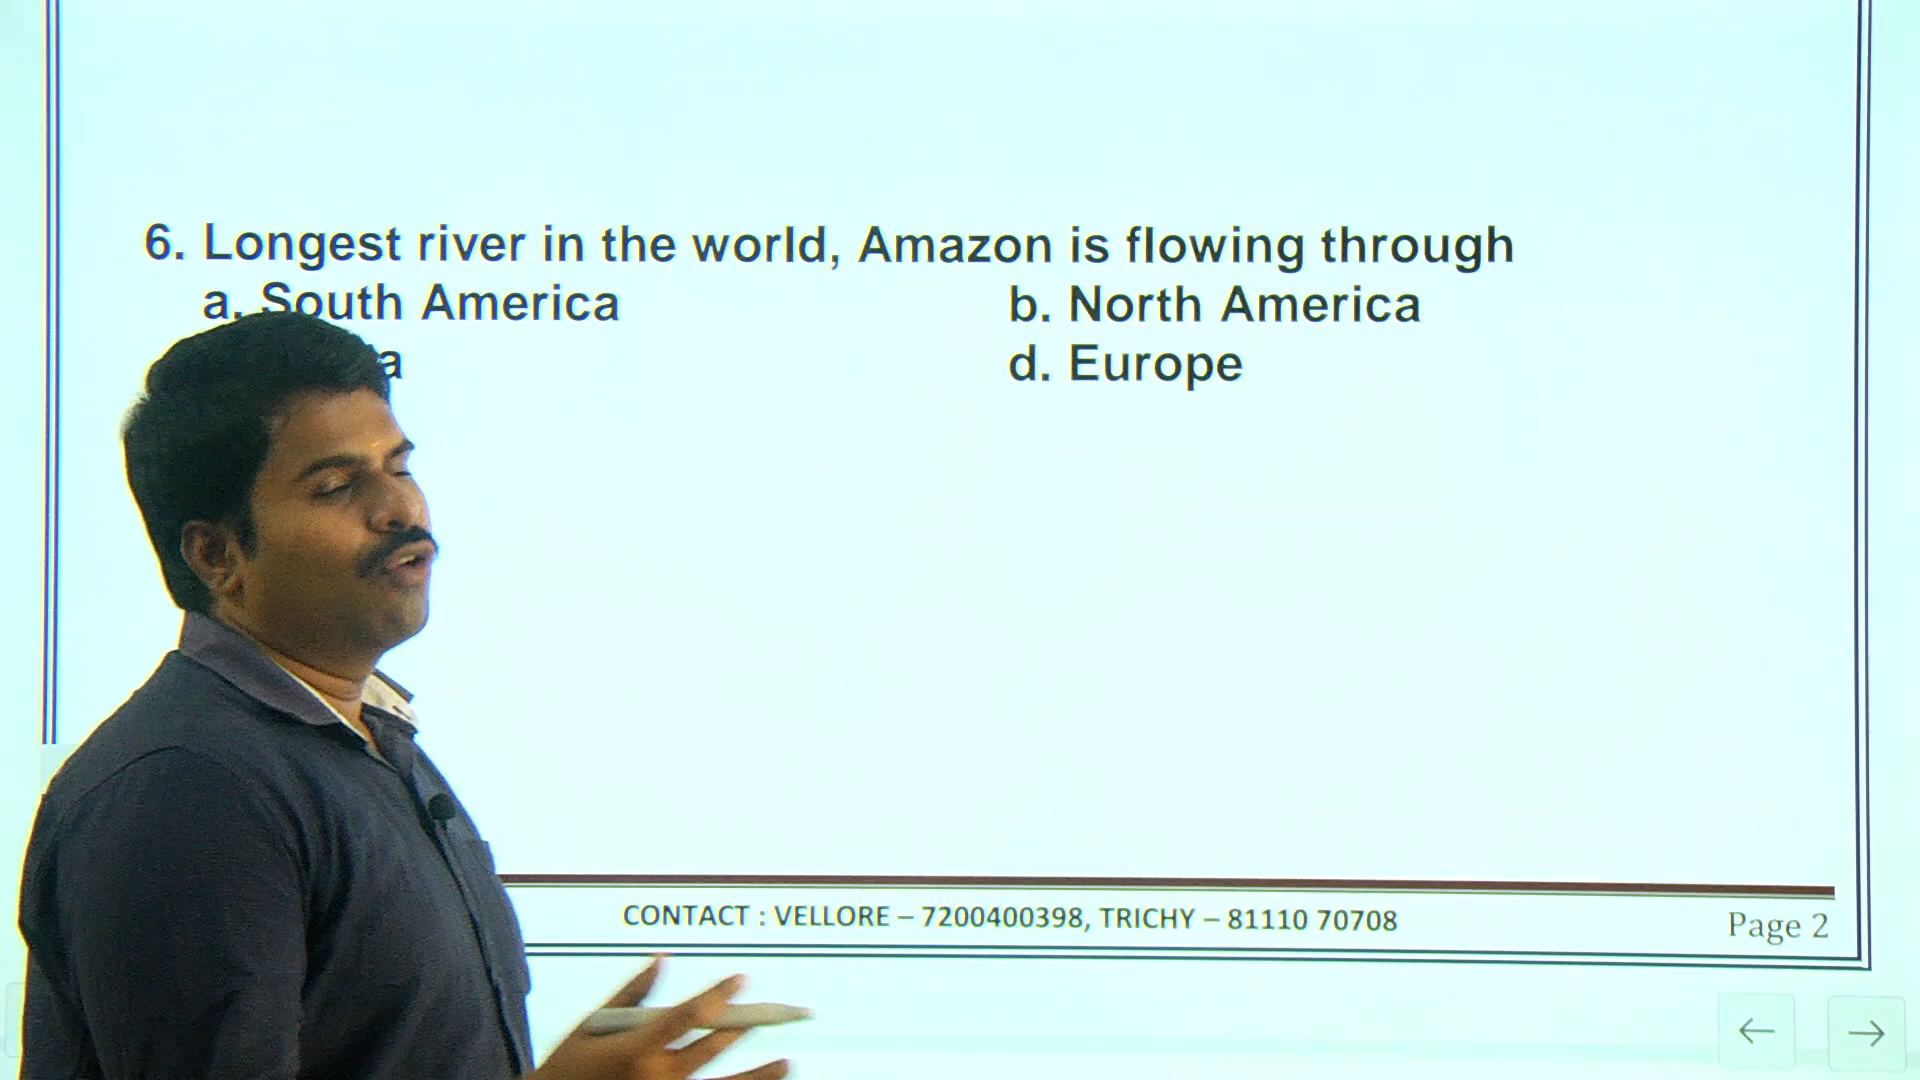 6. Longest river in the world, Amazon is flowing through
a. South America b. North America
d. Europe
CONTACT : VELLORE – 7200400398, TRICHY – 81110 70708
Page 2